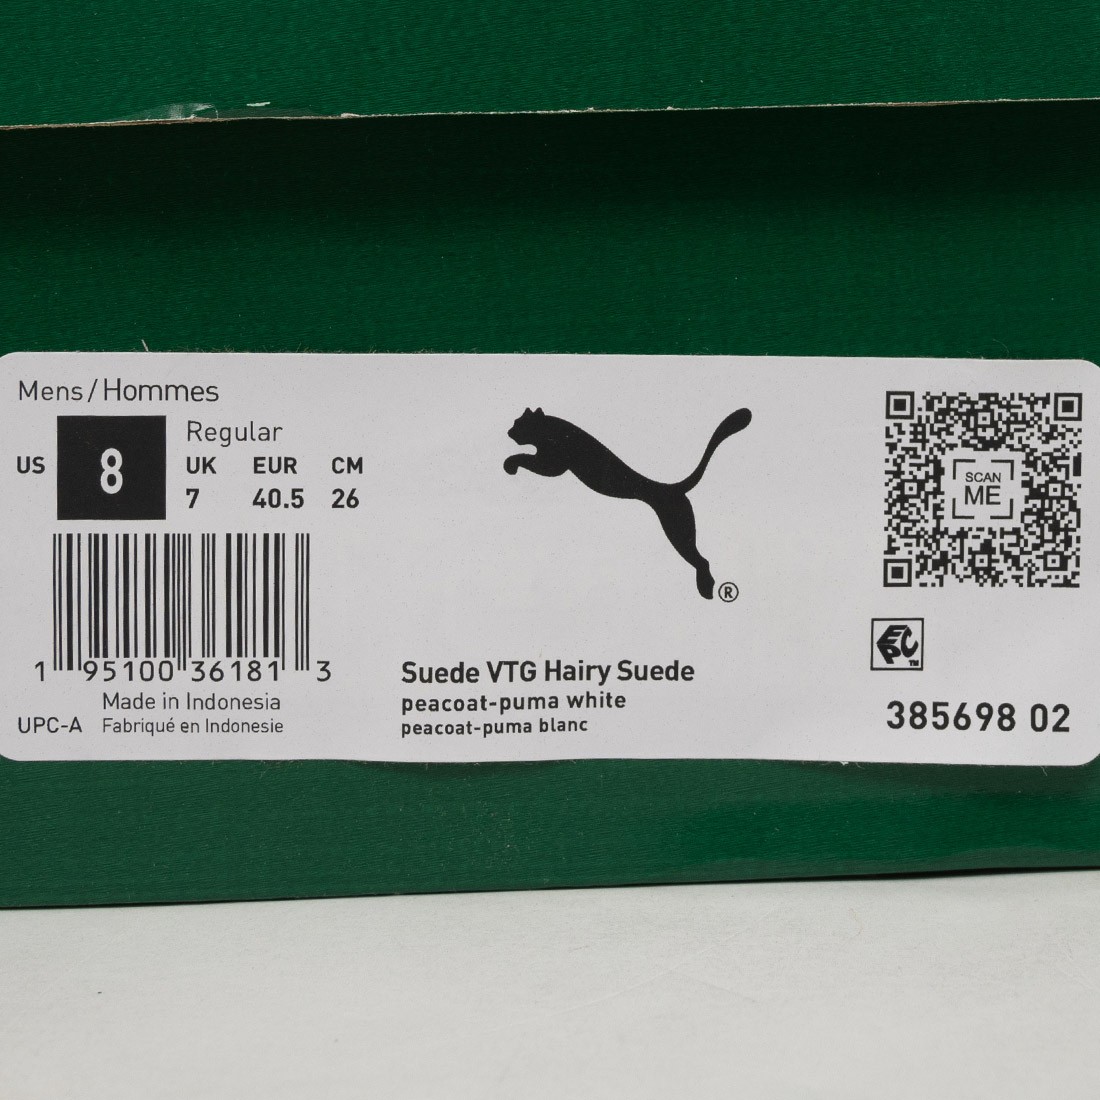 Mens/Hommes
US 8
Regular
UK EUR CM
7 40.5 26
1 95100 36181 3
UPC-A
Made in Indonesia
Fabriqué en Indonesie
®
Suede VTG Hairy Suede
peacoat-puma white
peacoat-puma blanc
SCAN
ME
EPC™
385698 02